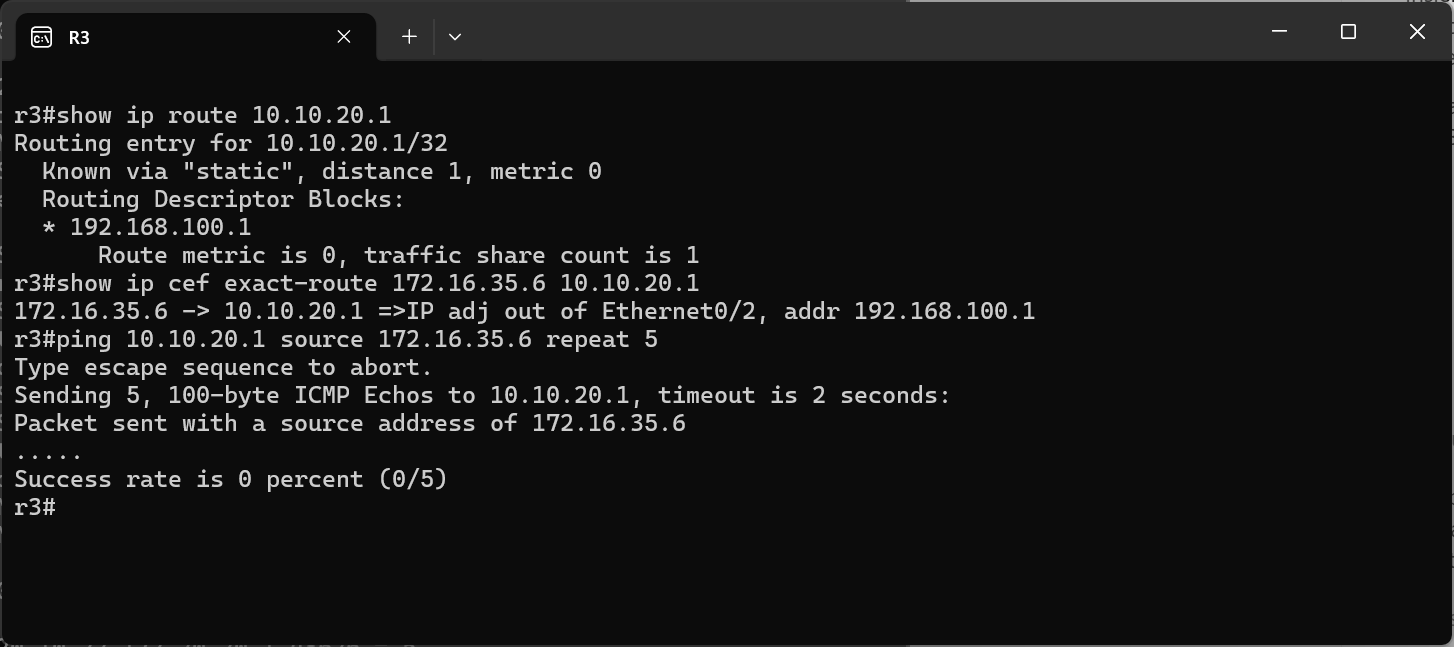 R3
r3#show ip route 10.10.20.1
Routing entry for 10.10.20.1/32
  Known via "static", distance 1, metric 0
  Routing Descriptor Blocks:
  * 192.168.100.1
      Route metric is 0, traffic share count is 1
r3#show ip cef exact-route 172.16.35.6 10.10.20.1
172.16.35.6 -> 10.10.20.1 =>IP adj out of Ethernet0/2, addr 192.168.100.1
r3#ping 10.10.20.1 source 172.16.35.6 repeat 5
Type escape sequence to abort.
Sending 5, 100-byte ICMP Echos to 10.10.20.1, timeout is 2 seconds:
Packet sent with a source address of 172.16.35.6
.....
Success rate is 0 percent (0/5)
r3#